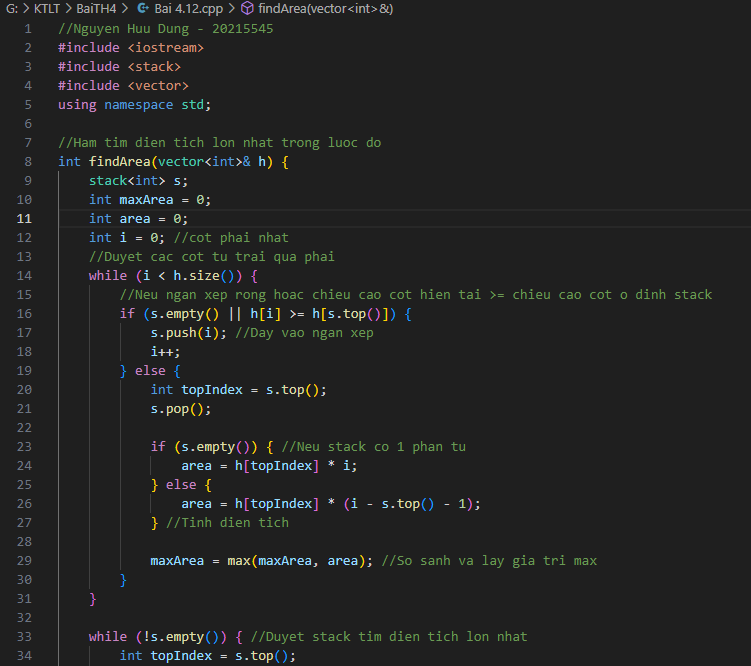 G: > KTLT > BaiTH4 > Bai 4.12.cpp > findArea(vector<int>&)
1 //Nguyen Huu Dung - 20215545
2 #include <iostream>
3 #include <stack>
4 #include <vector>
5 using namespace std;
6
7 //Ham tim dien tich lon nhat trong luoc do
8 int findArea(vector<int>& h) {
9     stack<int> s;
10     int maxArea = 0;
11     int area = 0;
12     int i = 0; //cot phai nhat
13     //Duyet cac cot tu trai qua phai
14     while (i < h.size()) {
15         //Neu ngan xep rong hoac chieu cao cot hien tai >= chieu cao cot o dinh stack
16         if (s.empty() || h[i] >= h[s.top()]) {
17             s.push(i); //Day vao ngan xep
18             i++;
19         } else {
20             int topIndex = s.top();
21             s.pop();
22
23             if (s.empty()) { //Neu stack co 1 phan tu
24                 area = h[topIndex] * i;
25             } else {
26                 area = h[topIndex] * (i - s.top() - 1);
27             } //Tinh dien tich
28
29             maxArea = max(maxArea, area); //So sanh va lay gia tri max
30         }
31     }
32
33     while (!s.empty()) { //Duyet stack tim dien tich lon nhat
34         int topIndex = s.top();